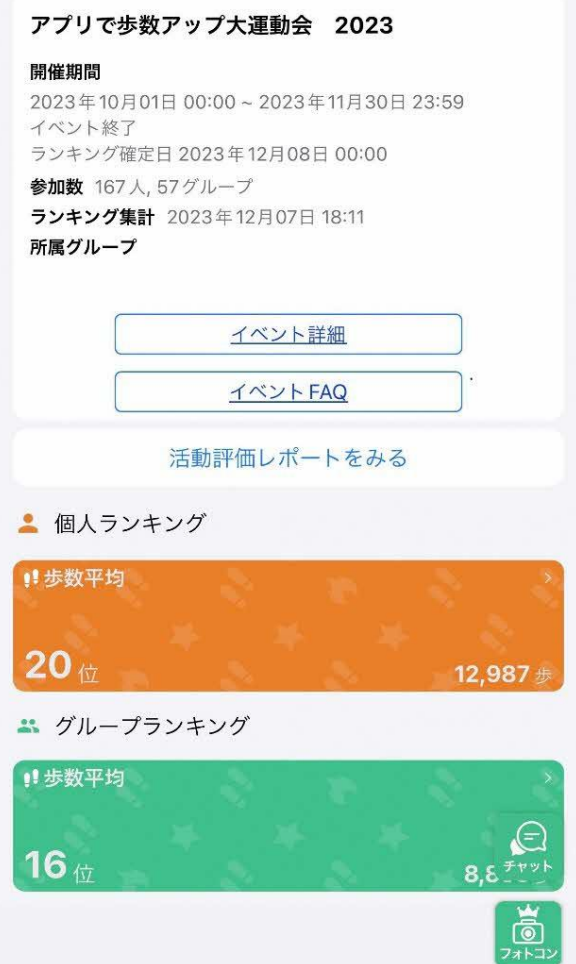 アプリで歩数アップ大運動会　2023
開催期間
2023年10月01日 00:00 ~ 2023年11月30日 23:59
イベント終了
ランキング確定日 2023年12月08日 00:00
参加数 167人, 57グループ
ランキング集計 2023年12月07日 18:11
所属グループ
イベント詳細
イベントFAQ
活動評価レポートをみる
個人ランキング
歩数平均
20 位
12,987 歩
グループランキング
歩数平均
16 位
チャット
フォトコン